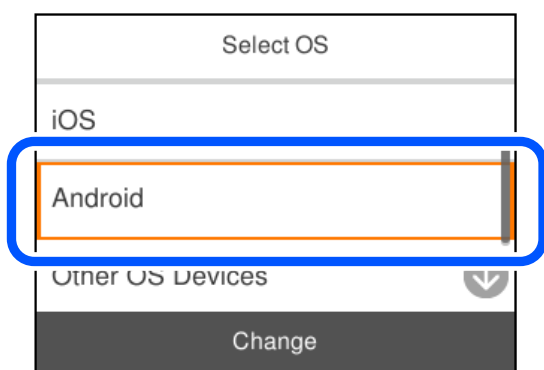 Select OS
iOS
Android
Other OS Devices
Change